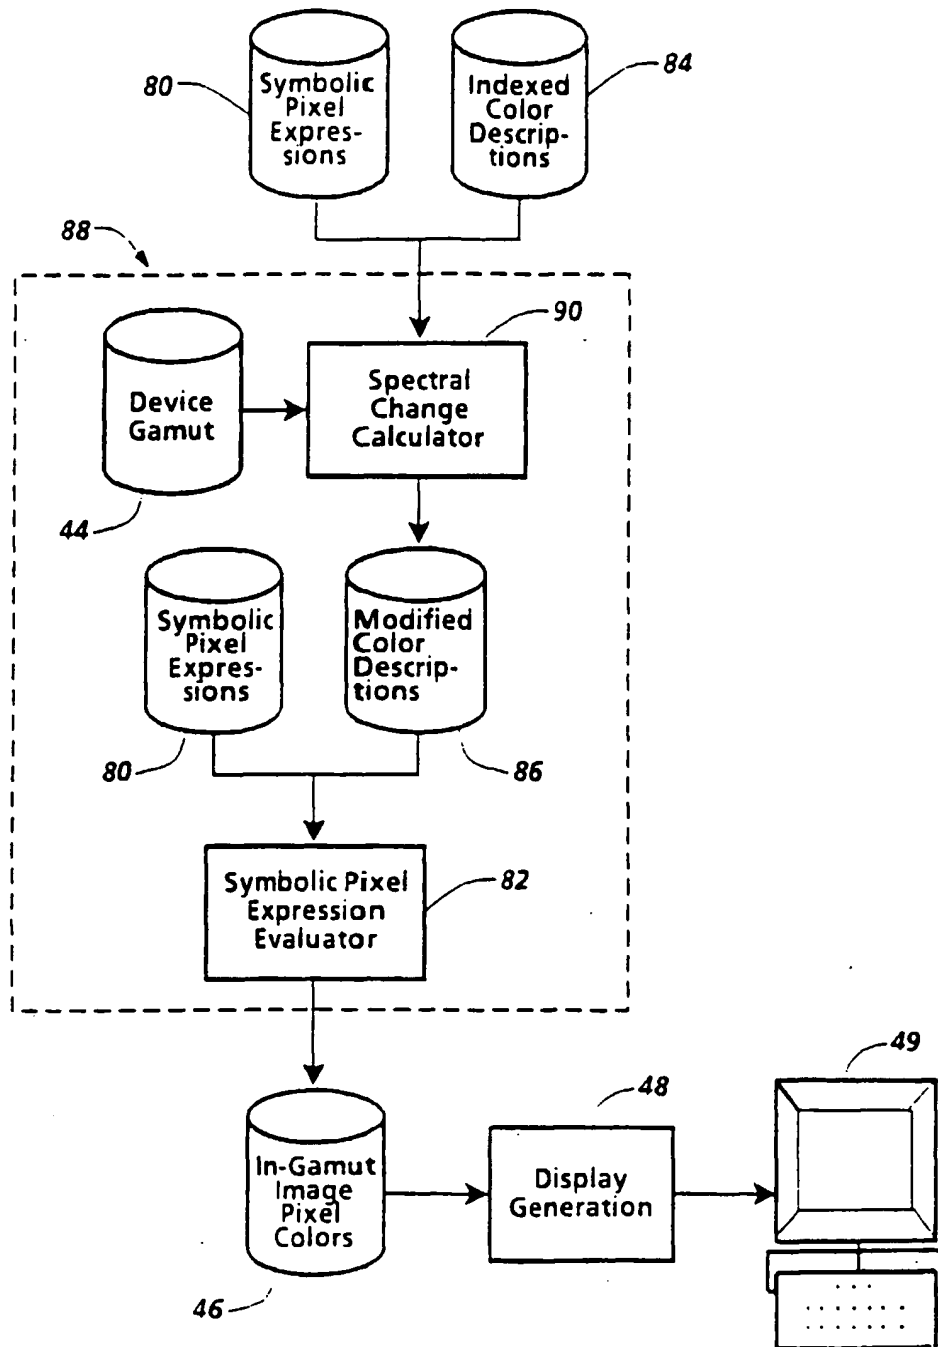 80
Symbolic
Pixel
Expres-
sions
Indexed
Color
Descrip-
tions
84
88
90
Device
Gamut
Spectral
Change
Calculator
44
Symbolic
Pixel
Expres-
sions
Modified
Color
Descrip-
tions
80
86
Symbolic Pixel
Expression
Evaluator
82
49
48
In-Gamut
Image
Pixel
Colors
Display
Generation
46